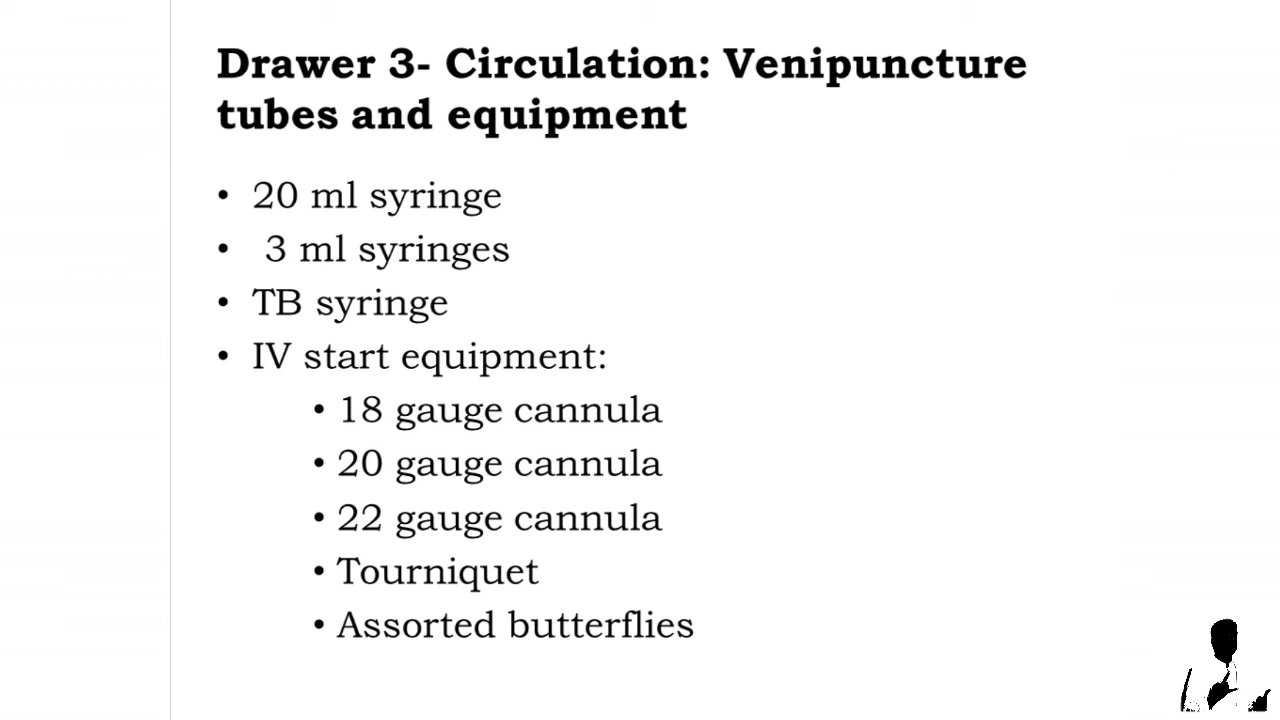 Drawer 3- Circulation: Venipuncture
tubes and equipment
• 20 ml syringe
• 3 ml syringes
• TB syringe
• IV start equipment:
• 18 gauge cannula
• 20 gauge cannula
• 22 gauge cannula
• Tourniquet
• Assorted butterflies